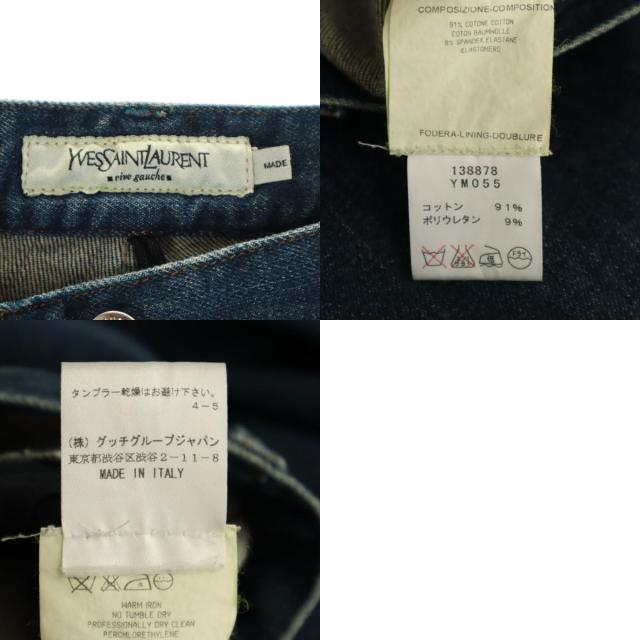 YVESSAINTLAURENT
rive gauche
MADE
COMPOSIZIONE-COMPOSITION
91% COTONE COTTON
COTON BAUMWOLLE
9% SPANDEX ELASTANE
ELASTOMERO
FODERA-LINING-DOUBLURE
138878
YM055
コットン 91%
ポリウレタン 9%
ドライ
タンブラー乾燥はお避け下さい。
4-5
(株) グッチグループジャパン
東京都渋谷区渋谷2-11-8
MADE IN ITALY
WARM IRON
NO TUMBLE DRY
PROFESSIONALLY DRY CLEAN
PERCHLORETHYLENE